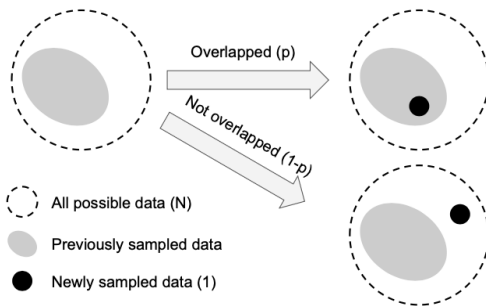 Overlapped (p)
Not overlapped (1-p)
All possible data (N)
Previously sampled data
Newly sampled data (1)